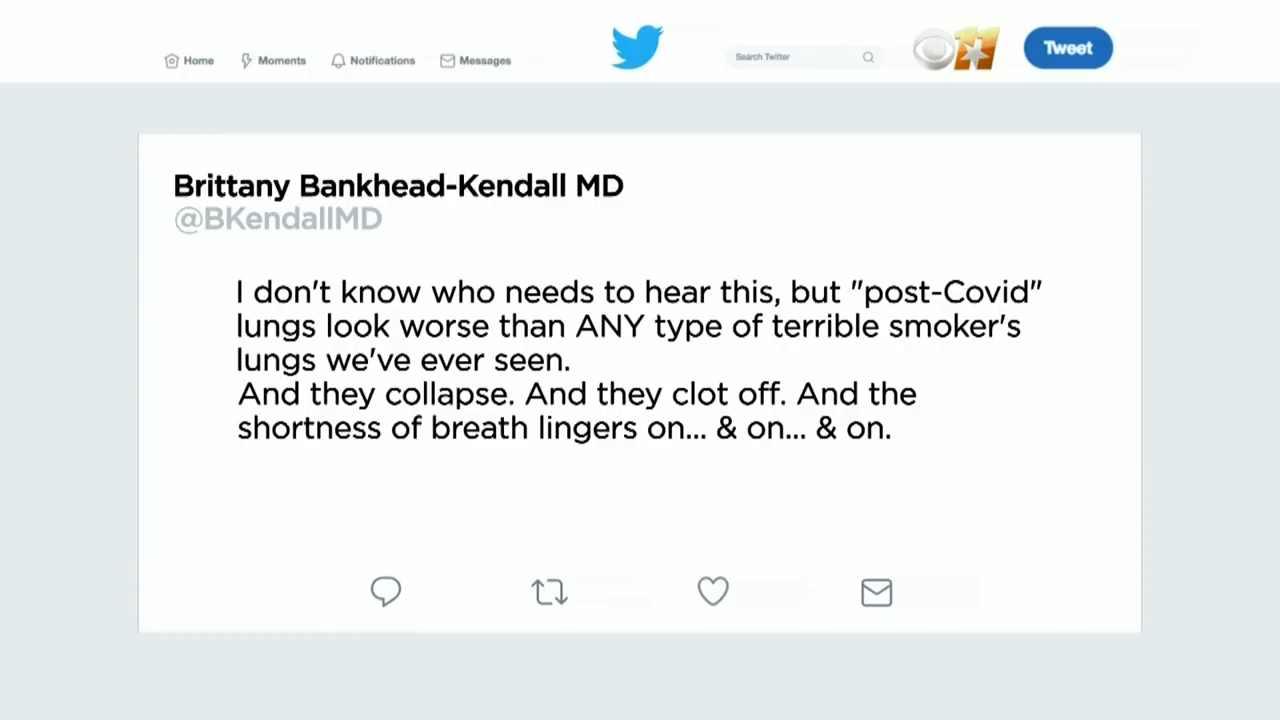 Home Moments Notifications Messages Search Twitter 11 Tweet
Brittany Bankhead-Kendall MD
@BKendallMD
I don't know who needs to hear this, but "post-Covid"
lungs look worse than ANY type of terrible smoker's
lungs we've ever seen.
And they collapse. And they clot off. And the
shortness of breath lingers on... & on... & on.